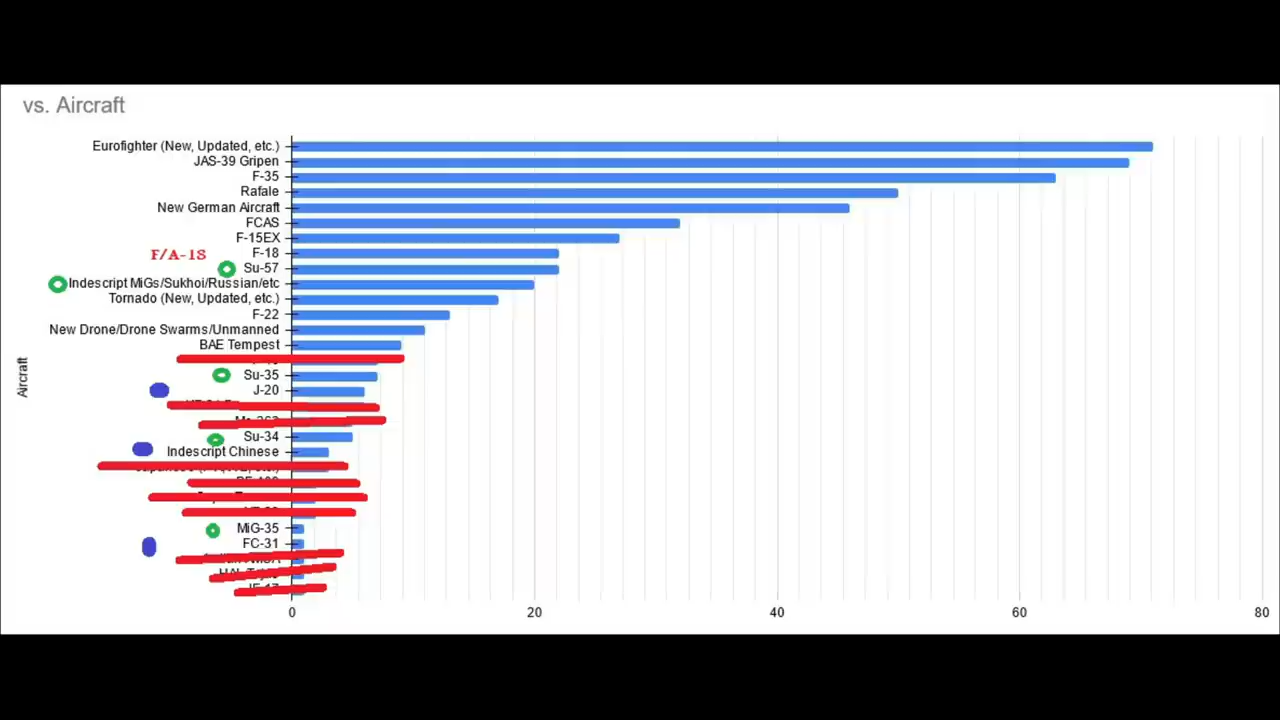 vs. Aircraft
Eurofighter (New, Updated, etc.)
JAS-39 Gripen
F-35
Rafale
New German Aircraft
FCAS
F-15EX
F/A-18 F-18
Su-57
Indescript MiGs/Sukhoi/Russian/etc
Tornado (New, Updated, etc.)
F-22
New Drone/Drone Swarms/Unmanned
BAE Tempest
Su-35
J-20
Su-34
Indescript Chinese
MiG-35
FC-31
Aircraft
0 20 40 60 80